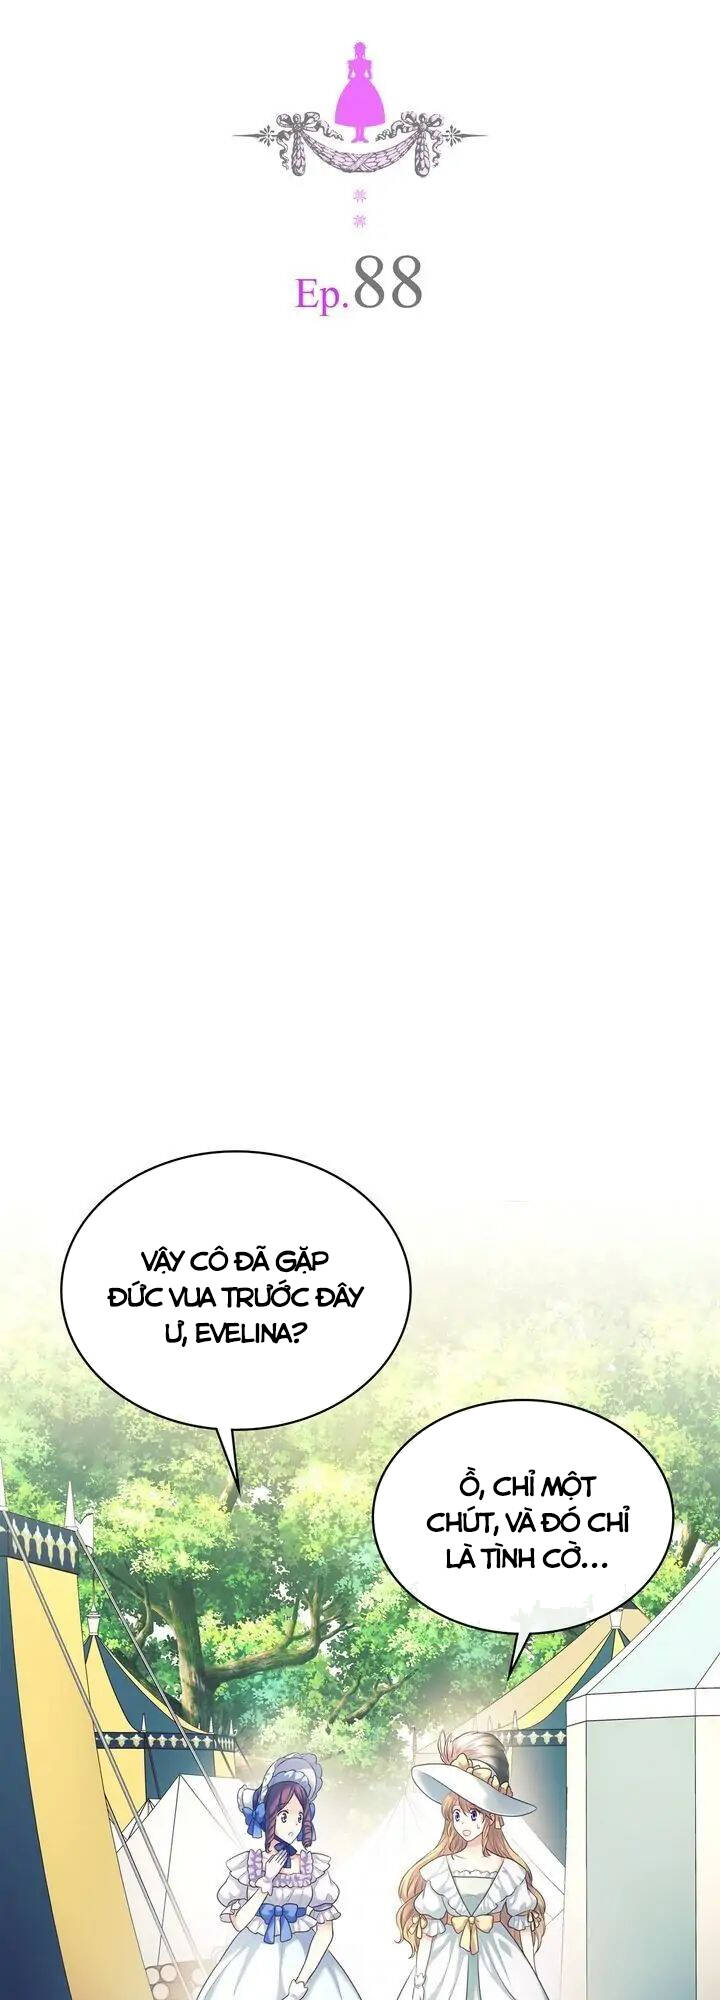 Ep.88
VẬY CÔ ĐÃ GẶP
ĐỨC VUA TRƯỚC ĐÂY
Ư, EVELINA?
Ồ, CHỈ MỘT
CHÚT, VÀ ĐÓ CHỈ
LÀ TÌNH CỜ...